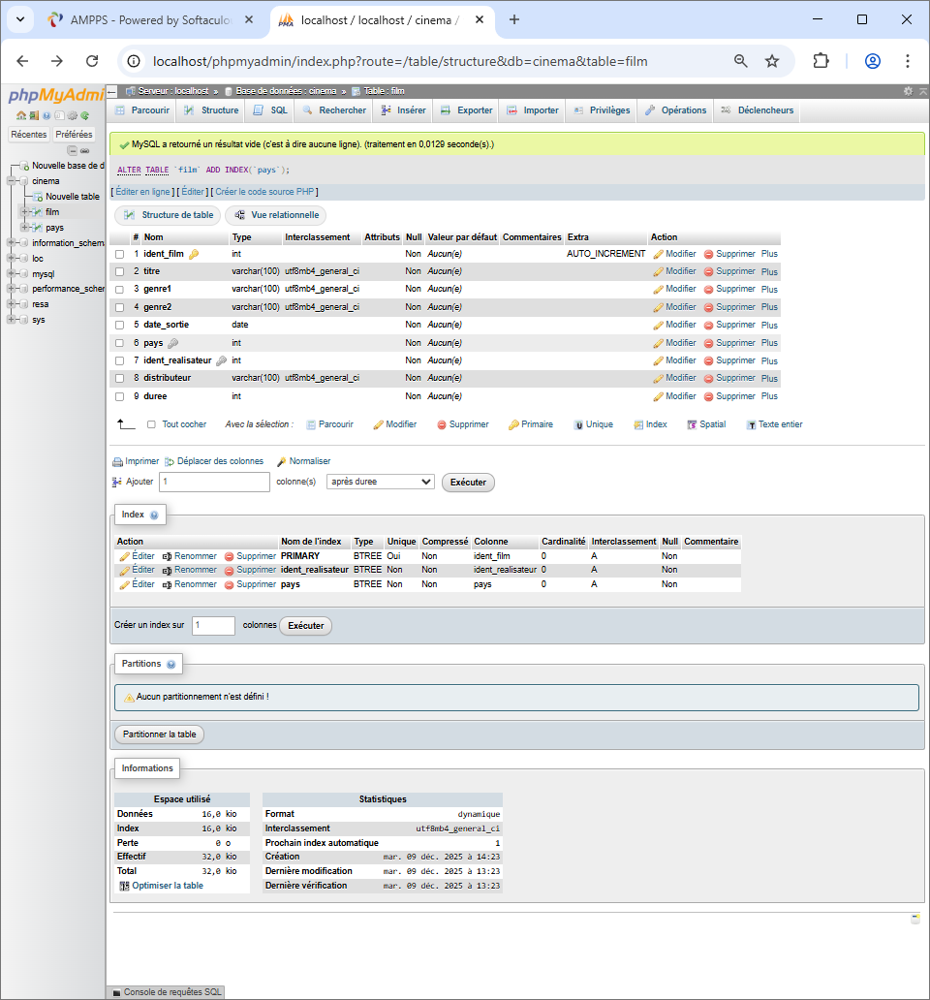 AMPPS - Powered by Softaculo
localhost / localhost / cinema /
localhost/phpmyadmin/index.php?route=/table/structure&db=cinema&table=film
phpMyAdmi
Récentes Préférées
Nouvelle base de d
cinema
Nouvelle table
film
pays
information_schema
loc
mysql
performance_schem
resa
sys
Serveur : localhost » Base de données : cinema » Table : film
Parcourir Structure SQL Rechercher Insérer Exporter Importer Privilèges Opérations Déclencheurs
MySQL a retourné un résultat vide (c'est à dire aucune ligne). (traitement en 0,0129 seconde(s).)
ALTER TABLE `film` ADD INDEX(`pays`);
[ Éditer en ligne ] [ Éditer ] [ Créer le code source PHP ]
Structure de table Vue relationnelle
# Nom Type Interclassement Attributs Null Valeur par défaut Commentaires Extra Action
1 ident_film int Non Aucun(e) AUTO_INCREMENT Modifier Supprimer Plus
2 titre varchar(100) utf8mb4_general_ci Non Aucun(e) Modifier Supprimer Plus
3 genre1 varchar(100) utf8mb4_general_ci Non Aucun(e) Modifier Supprimer Plus
4 genre2 varchar(100) utf8mb4_general_ci Non Aucun(e) Modifier Supprimer Plus
5 date_sortie date Non Aucun(e) Modifier Supprimer Plus
6 pays int Non Aucun(e) Modifier Supprimer Plus
7 ident_realisateur int Non Aucun(e) Modifier Supprimer Plus
8 distributeur varchar(100) utf8mb4_general_ci Non Aucun(e) Modifier Supprimer Plus
9 duree int Non Aucun(e) Modifier Supprimer Plus
Tout cocher Avec la sélection : Parcourir Modifier Supprimer Primaire Unique Index Spatial Texte entier
Imprimer Déplacer des colonnes Normaliser
Ajouter 1 colonne(s) après duree Exécuter
Index
Action Nom de l'index Type Unique Compressé Colonne Cardinalité Interclassement Null Commentaire
Éditer Renommer Supprimer PRIMARY BTREE Oui Non ident_film 0 A Non
Éditer Renommer Supprimer ident_realisateur BTREE Non Non ident_realisateur 0 A Non
Éditer Renommer Supprimer pays BTREE Non Non pays 0 A Non
Créer un index sur 1 colonnes Exécuter
Partitions
Aucun partitionnement n'est défini !
Partitionner la table
Informations
Espace utilisé
Données 16,0 kio
Index 16,0 kio
Perte 0 o
Effectif 32,0 kio
Total 32,0 kio
Optimiser la table
Statistiques
Format dynamique
Interclassement utf8mb4_general_ci
Prochain index automatique 1
Création mar. 09 déc. 2025 à 14:23
Dernière modification mar. 09 déc. 2025 à 13:23
Dernière vérification mar. 09 déc. 2025 à 13:23
Console de requêtes SQL